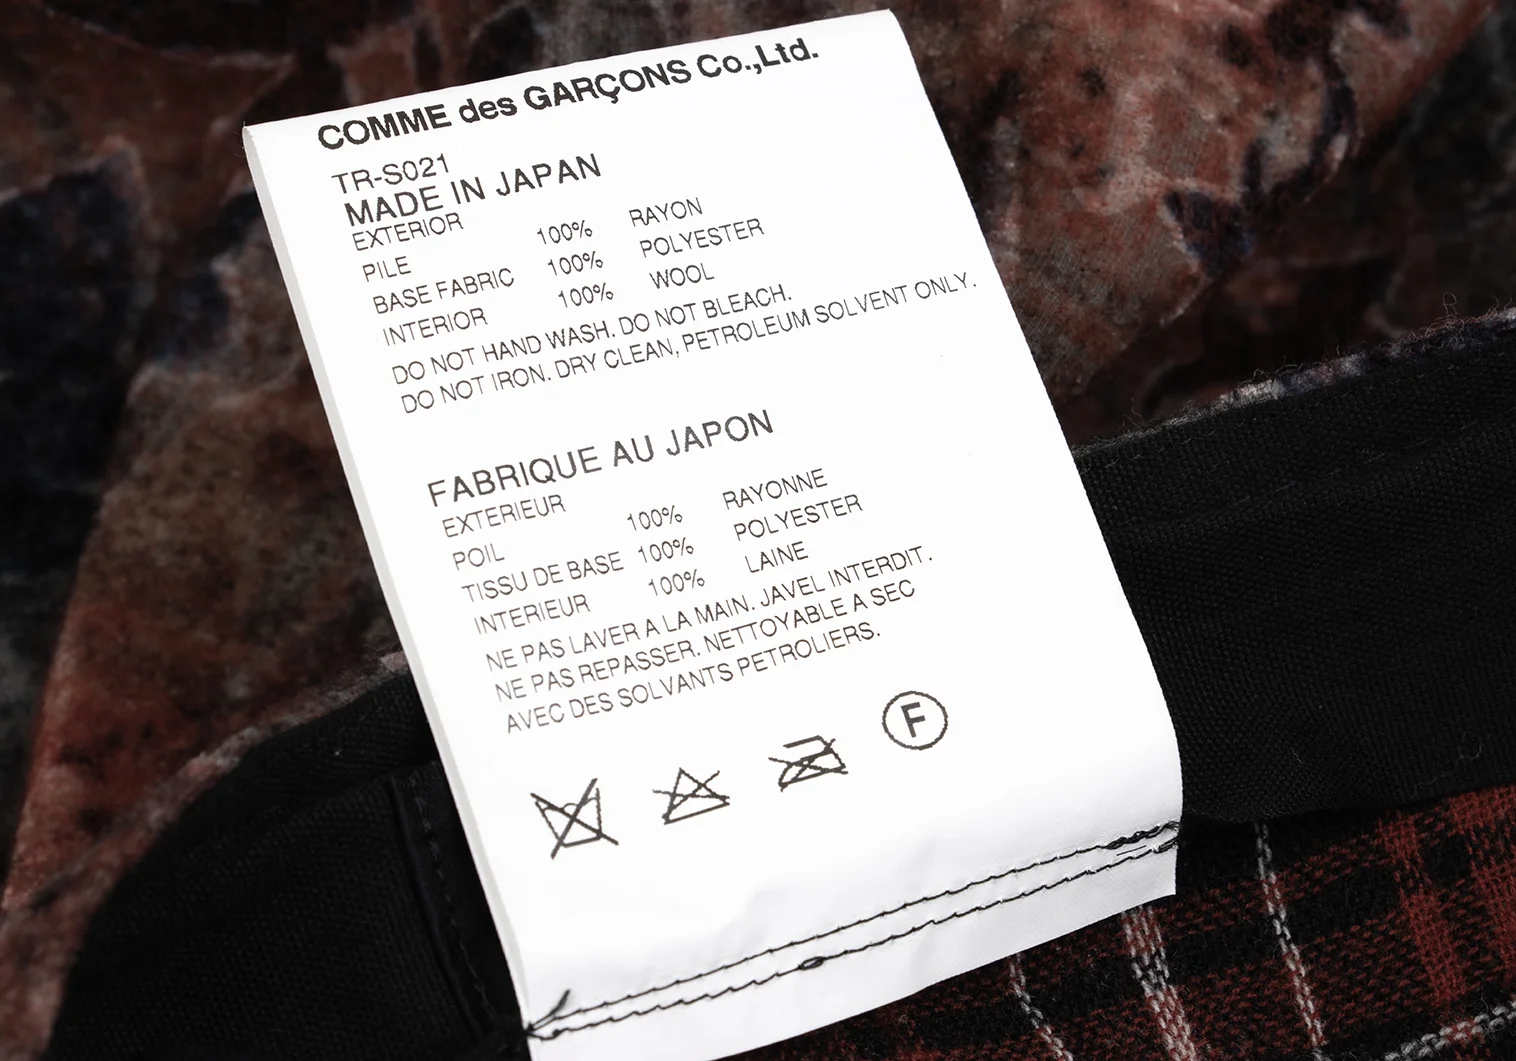 COMME des GARÇONS Co.,Ltd.
TR-S021
MADE IN JAPAN
EXTERIOR
PILE 100% RAYON
BASE FABRIC 100% POLYESTER
INTERIOR 100% WOOL
DO NOT HAND WASH. DO NOT BLEACH.
DO NOT IRON. DRY CLEAN, PETROLEUM SOLVENT ONLY.
FABRIQUE AU JAPON
EXTERIEUR
POIL 100% RAYONNE
TISSU DE BASE 100% POLYESTER
INTERIEUR 100% LAINE
NE PAS LAVER A LA MAIN. JAVEL INTERDIT.
NE PAS REPASSER. NETTOYABLE A SEC
AVEC DES SOLVANTS PETROLIERS.
F